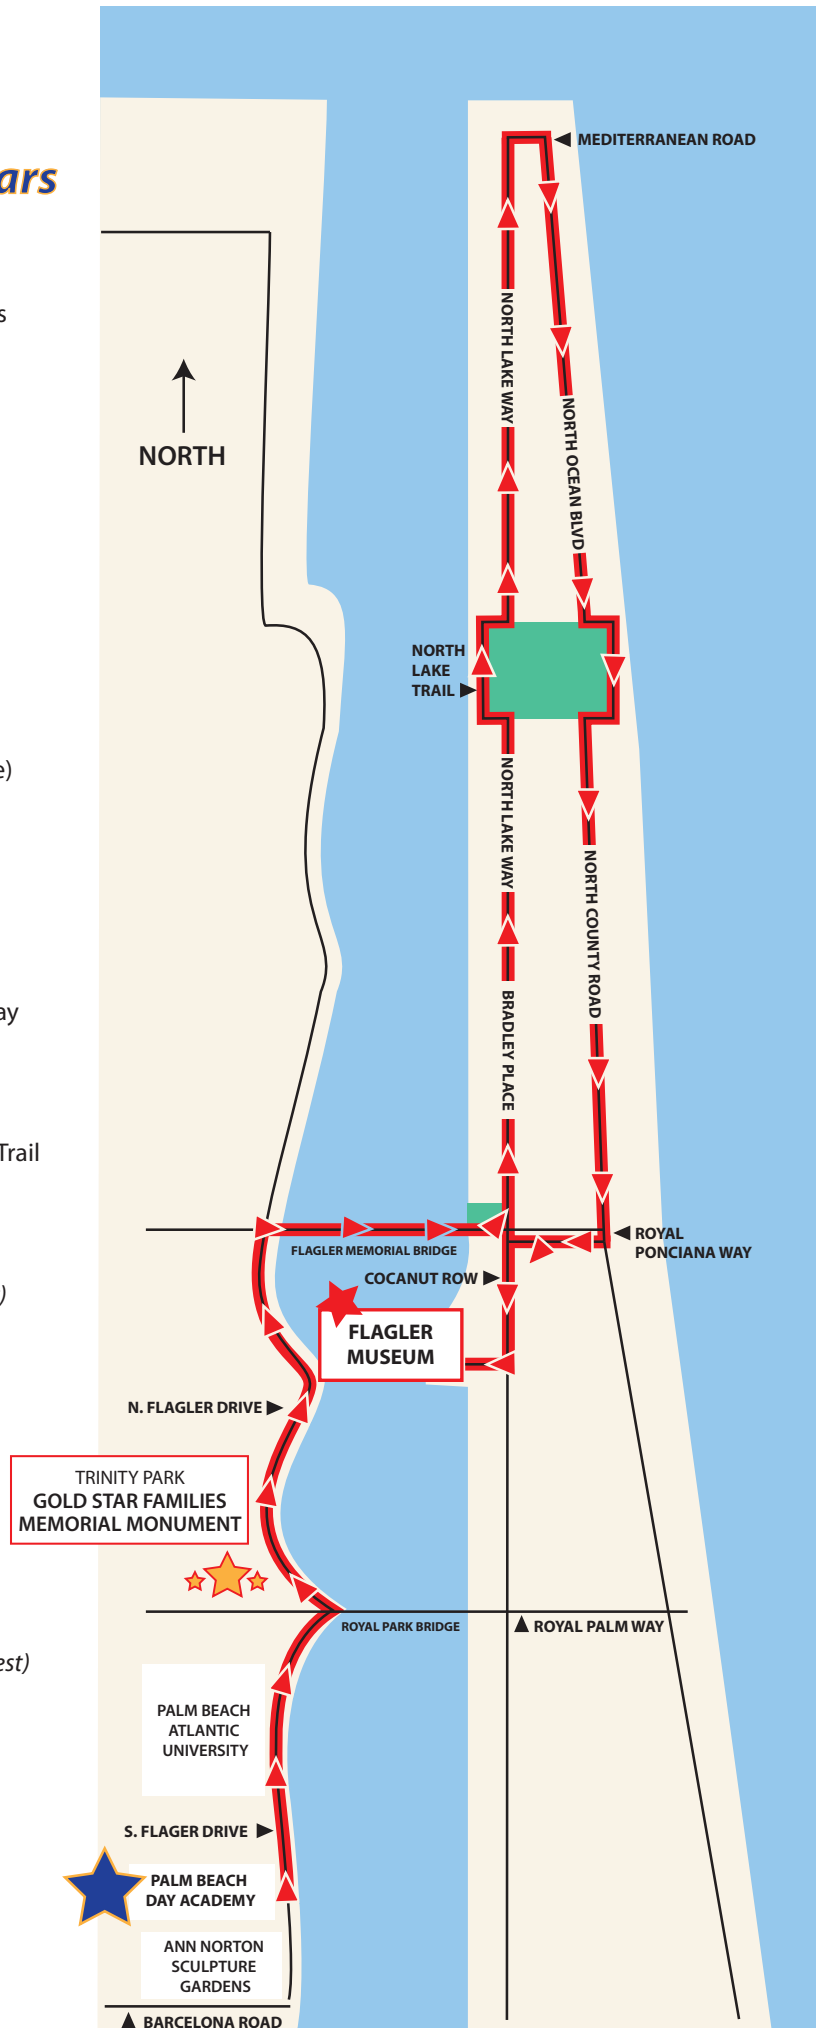 ars
MEDITERRANEAN ROAD
NORTH LAKE WAY
s
NORTH OCEAN BLVD
NORTH
NORTH
LAKE
TRAIL
e)
NORTH LAKE WAY
NORTH COUNTY ROAD
BRADLEY PLACE
ay
Trail
ROYAL
PONCIANA WAY
FLAGLER MEMORIAL BRIDGE
COCANUT ROW
)
FLAGLER
MUSEUM
N. FLAGLER DRIVE
TRINITY PARK
GOLD STAR FAMILIES
MEMORIAL MONUMENT
ROYAL PARK BRIDGE
ROYAL PALM WAY
est)
PALM BEACH
ATLANTIC
UNIVERSITY
S. FLAGER DRIVE
PALM BEACH
DAY ACADEMY
ANN NORTON
SCULPTURE
GARDENS
BARCELONA ROAD